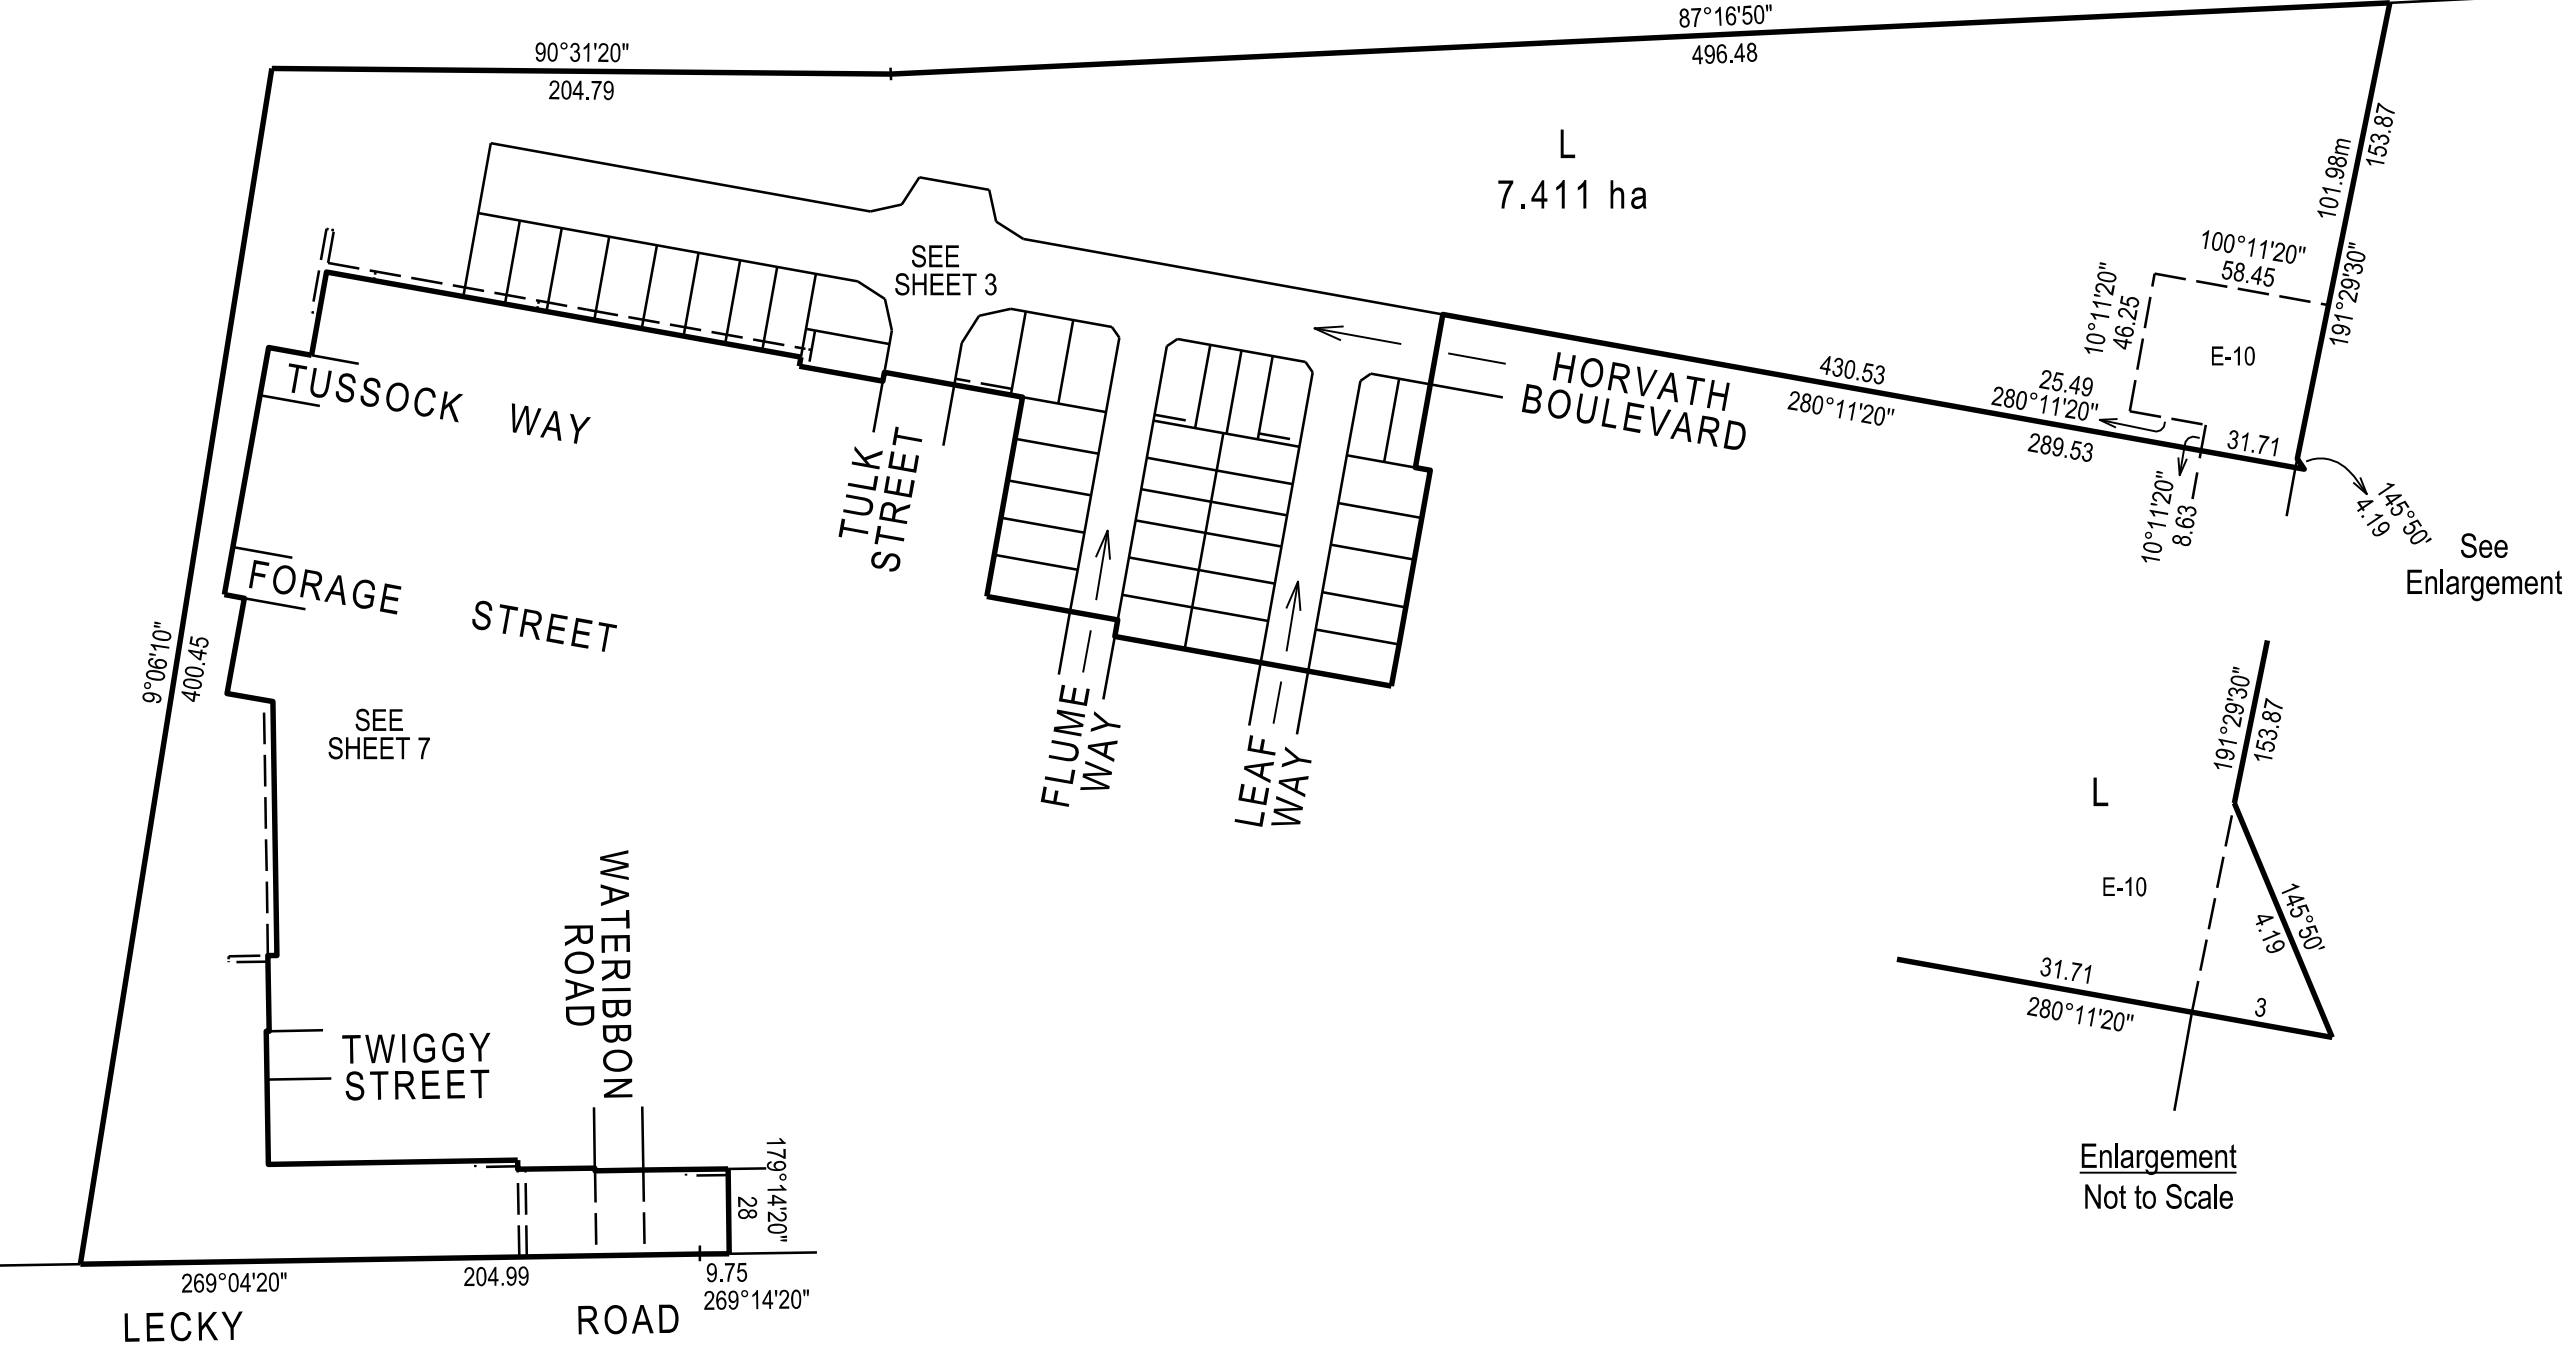 90°31'20"
204.79
87°16'50"
496.48
L
7.411 ha
153.87
101.98m
191°29'30"
100°11'20"
58.45
10°11'20"
46.25
E-10
SEE
SHEET 3
HORVATH
BOULEVARD
430.53
280°11'20"
25.49
280°11'20"
289.53
31.71
10°11'20"
8.63
145°50'
4.19
See
Enlargement
TUSSOCK WAY
TULK
STREET
FORAGE STREET
9°06'10"
400.45
SEE
SHEET 7
FLUME
WAY
LEAF
WAY
191°29'30"
153.87
L
E-10
145°50'
4.19
31.71
280°11'20"
3
Enlargement
Not to Scale
WATERIBBON
ROAD
TWIGGY
STREET
179°14'20"
28
269°04'20"
204.99
9.75
269°14'20"
LECKY ROAD